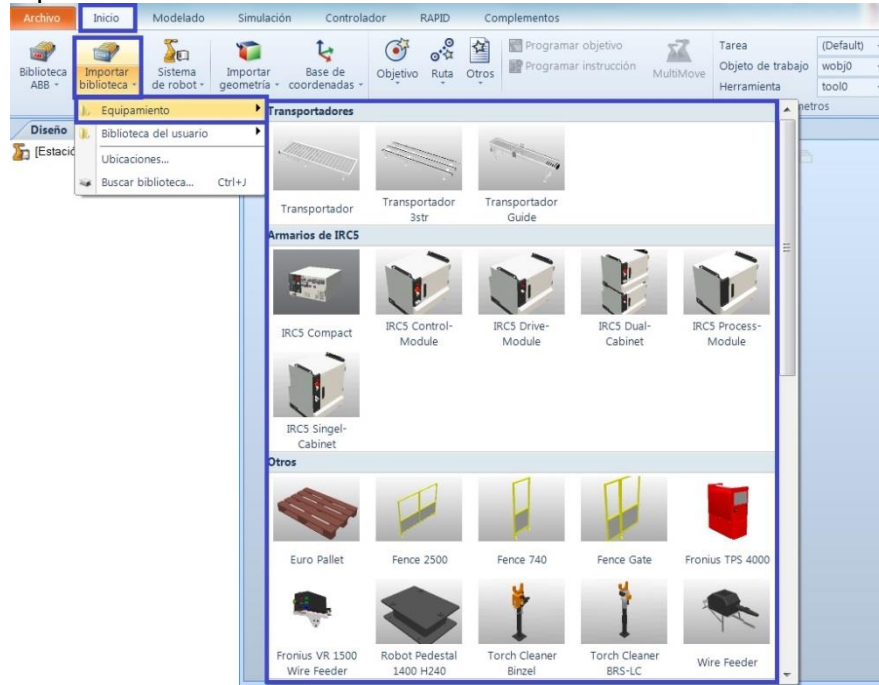 Archivo Inicio Modelado Simulación Controlador RAPID Complementos
Biblioteca ABB
Importar biblioteca
Sistema de robot
Importar geometría
Base de coordenadas
Objetivo
Ruta
Otros
Programar objetivo
Programar instrucción
MultiMove
Tarea (Default)
Objeto de trabajo wobj0
Herramienta tool0
Diseño
[Estació
Equipamiento
Biblioteca del usuario
Ubicaciones...
Buscar biblioteca... Ctrl+J
Transportadores
Transportador
Transportador 3str
Transportador Guide
Armarios de IRC5
IRC5 Compact
IRC5 Control-Module
IRC5 Drive-Module
IRC5 Dual-Cabinet
IRC5 Process-Module
IRC5 Singel-Cabinet
Otros
Euro Pallet
Fence 2500
Fence 740
Fence Gate
Fronius TPS 4000
Fronius VR 1500 Wire Feeder
Robot Pedestal 1400 H240
Torch Cleaner Binzel
Torch Cleaner BRS-LC
Wire Feeder